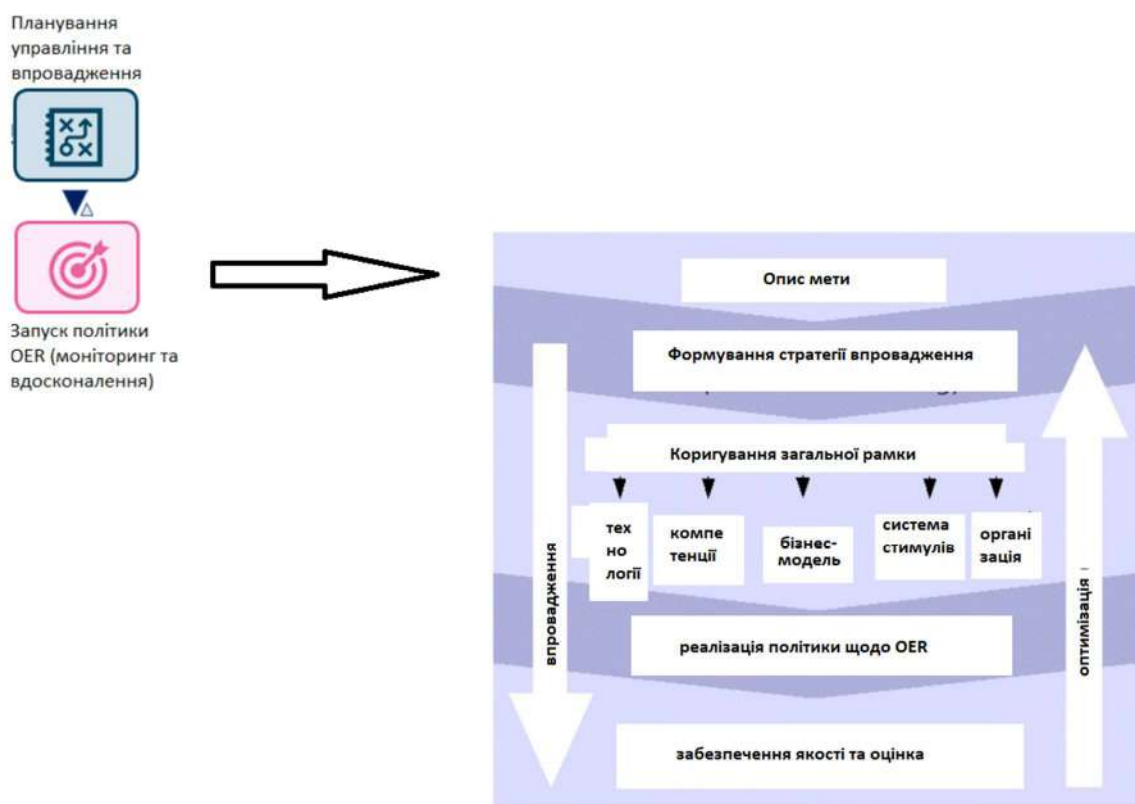 Планування
управління та
впровадження
Запуск політики
OER (моніторинг та
вдосконалення)
Опис мети
Формування стратегії впровадження
Коригування загальної рамки
тех
но
логії
компе
тенції
бізнес-
модель
система
стимулів
органі
зація
впровадження
оптимізація
реалізація політики щодо OER
забезпечення якості та оцінка